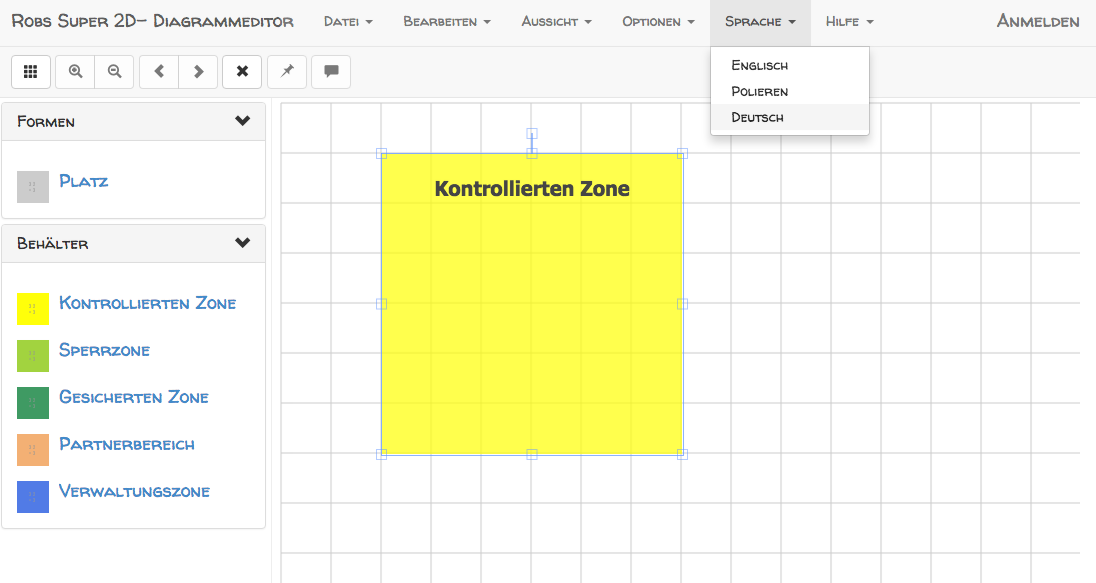 Robs Super 2D- Diagrammeditor Datei Bearbeiten Aussicht Optionen Sprache Hilfe Anmelden
Englisch
Polieren
Deutsch
Formen
Platz
Behälter
Kontrollierten Zone
Sperrzone
Gesicherten Zone
Partnerbereich
Verwaltungszone
Kontrollierten Zone